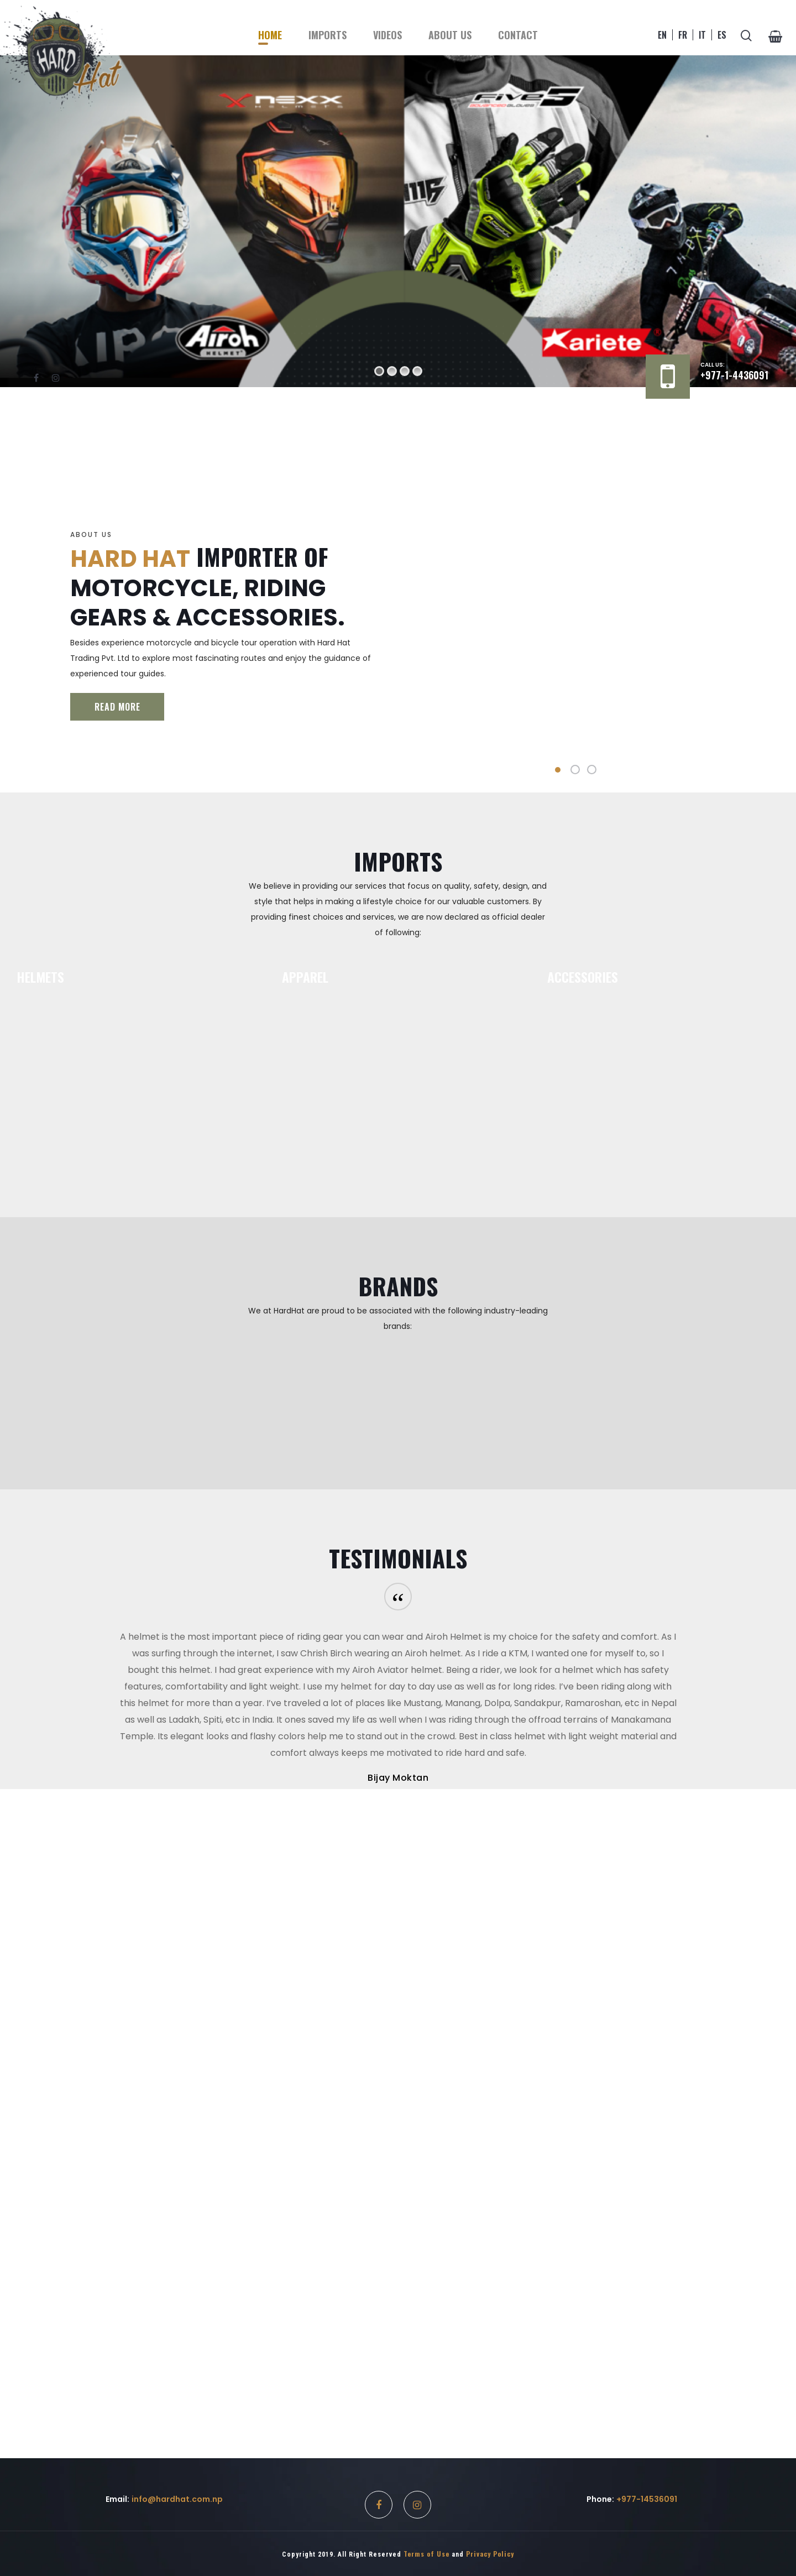 HARD
Hat
HOME IMPORTS VIDEOS ABOUT US CONTACT
EN FR IT ES
NEXX
HELMETS
FIVE5
Airoh
HELMET
ariete
CALL US:
+977-1-4436091
ABOUT US
HARD HAT IMPORTER OF
MOTORCYCLE, RIDING
GEARS & ACCESSORIES.
Besides experience motorcycle and bicycle tour operation with Hard Hat
Trading Pvt. Ltd to explore most fascinating routes and enjoy the guidance of
experienced tour guides.
READ MORE
IMPORTS
We believe in providing our services that focus on quality, safety, design, and
style that helps in making a lifestyle choice for our valuable customers. By
providing finest choices and services, we are now declared as official dealer
of following:
HELMETS
APPAREL
ACCESSORIES
BRANDS
We at HardHat are proud to be associated with the following industry-leading
brands:
TESTIMONIALS
“
A helmet is the most important piece of riding gear you can wear and Airoh Helmet is my choice for the safety and comfort. As I
was surfing through the internet, I saw Chrish Birch wearing an Airoh helmet. As I ride a KTM, I wanted one for myself to, so I
bought this helmet. I had great experience with my Airoh Aviator helmet. Being a rider, we look for a helmet which has safety
features, comfortability and light weight. I use my helmet for day to day use as well as for long rides. I’ve been riding along with
this helmet for more than a year. I’ve traveled a lot of places like Mustang, Manang, Dolpa, Sandakpur, Ramaroshan, etc in Nepal
as well as Ladakh, Spiti, etc in India. It ones saved my life as well when I was riding through the offroad terrains of Manakamana
Temple. Its elegant looks and flashy colors help me to stand out in the crowd. Best in class helmet with light weight material and
comfort always keeps me motivated to ride hard and safe.
Bijay Moktan
Email: info@hardhat.com.np
Phone: +977-14536091
Copyright 2019. All Right Reserved Terms of Use and Privacy Policy